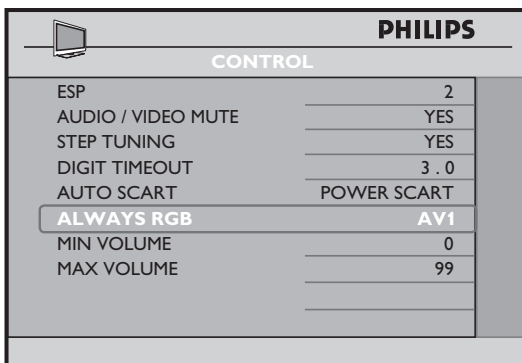 PHILIPS
CONTROL
ESP 2
AUDIO / VIDEO MUTE YES
STEP TUNING YES
DIGIT TIMEOUT 3 . 0
AUTO SCART POWER SCART
ALWAYS RGB AV1
MIN VOLUME 0
MAX VOLUME 99